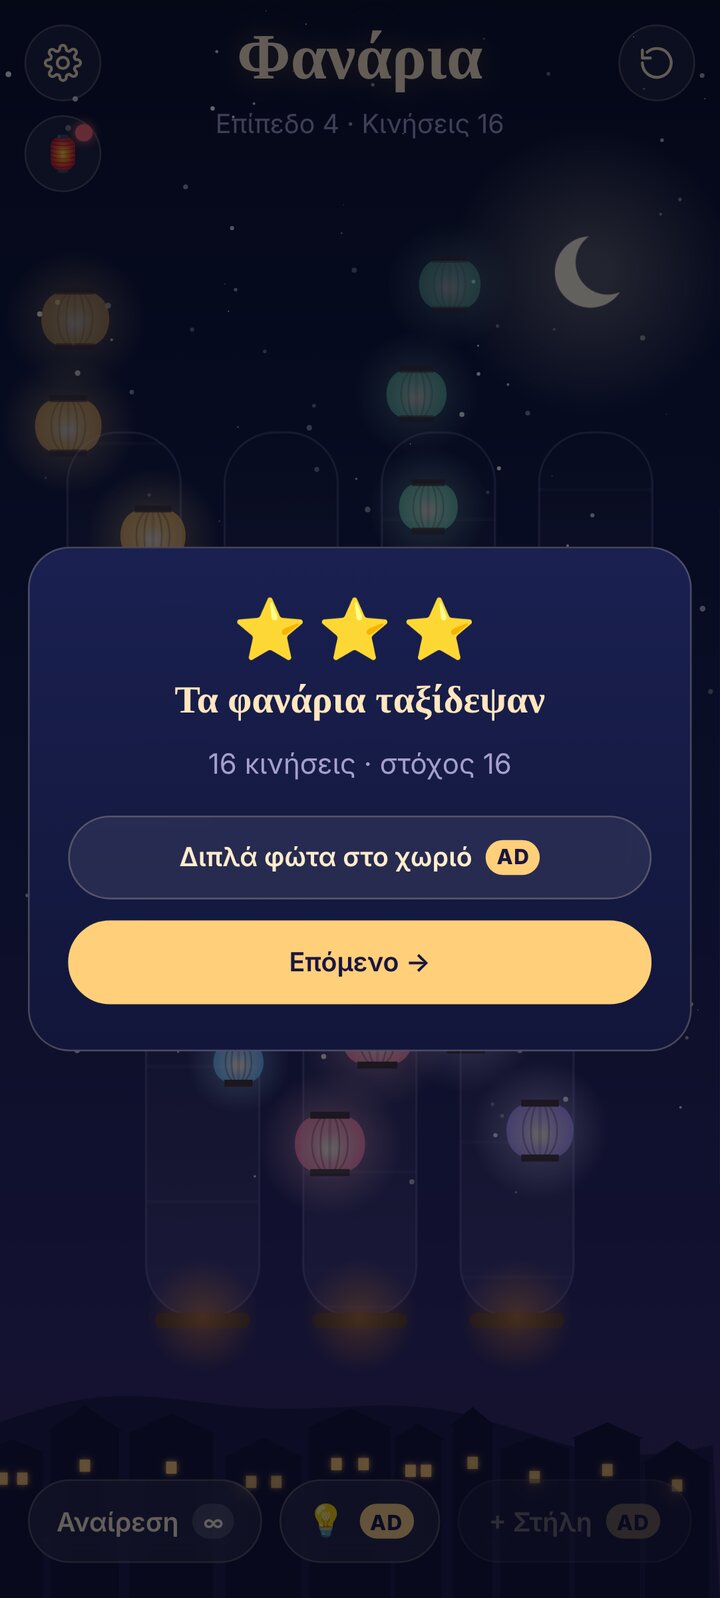 Φανάρια
Επίπεδο 4 · Κινήσεις 16
Τα φανάρια ταξίδεψαν
16 κινήσεις · στόχος 16
Διπλά φώτα στο χωριό AD
Επόμενο →
Αναίρεση ∞
AD
+ Στήλη AD